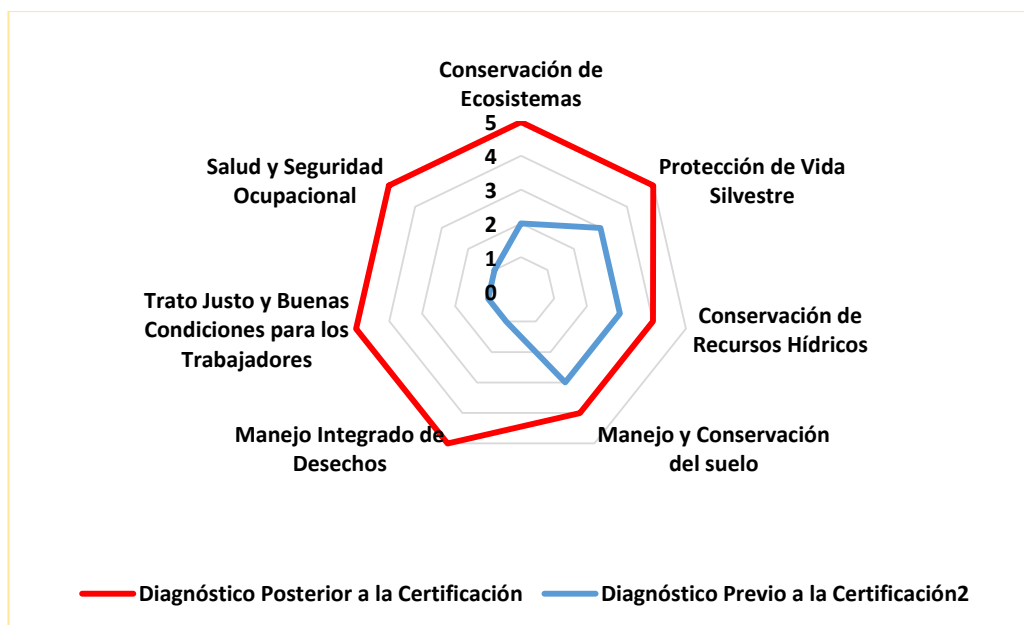 Conservación de
Ecosistemas
5
4
3
2
1
0
Protección de Vida
Silvestre
Conservación de
Recursos Hídricos
Manejo y Conservación
del suelo
Manejo Integrado de
Desechos
Trato Justo y Buenas
Condiciones para los
Trabajadores
Salud y Seguridad
Ocupacional
Diagnóstico Posterior a la Certificación
Diagnóstico Previo a la Certificación2